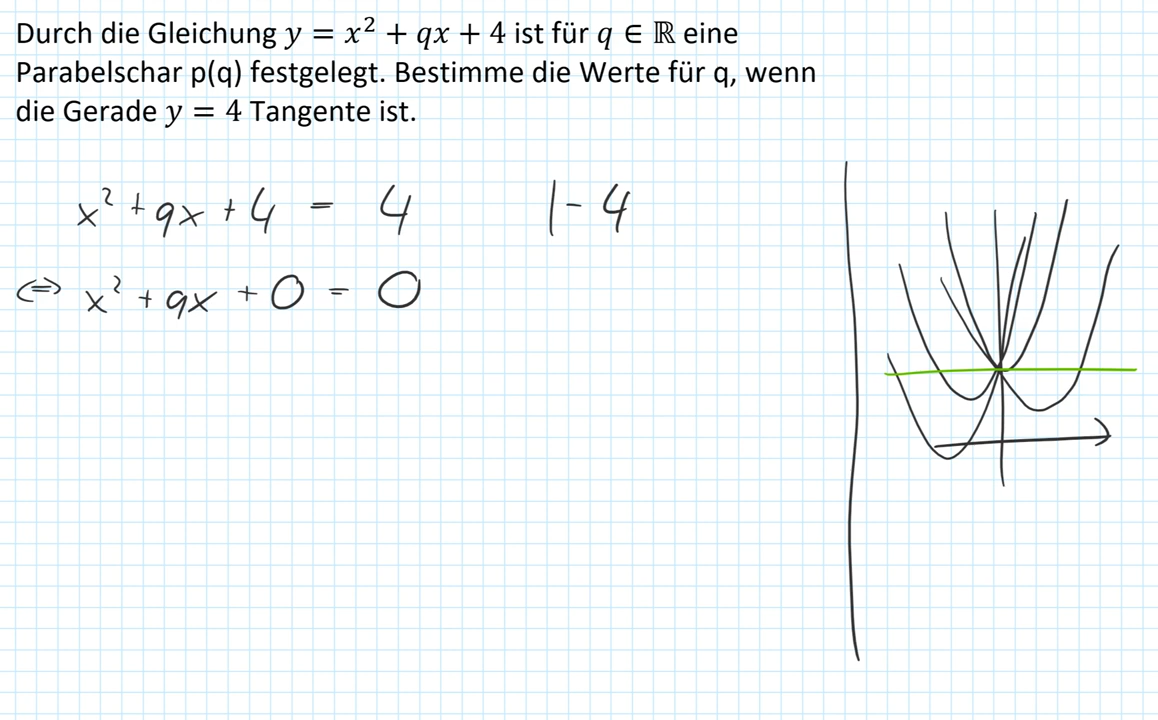 Durch die Gleichung y = x² + qx + 4 ist für q ∈ ℝ eine
Parabelschar p(q) festgelegt. Bestimme die Werte für q, wenn
die Gerade y = 4 Tangente ist.
x² + qx + 4 = 4 |- 4
⇔ x² + qx + 0 = 0